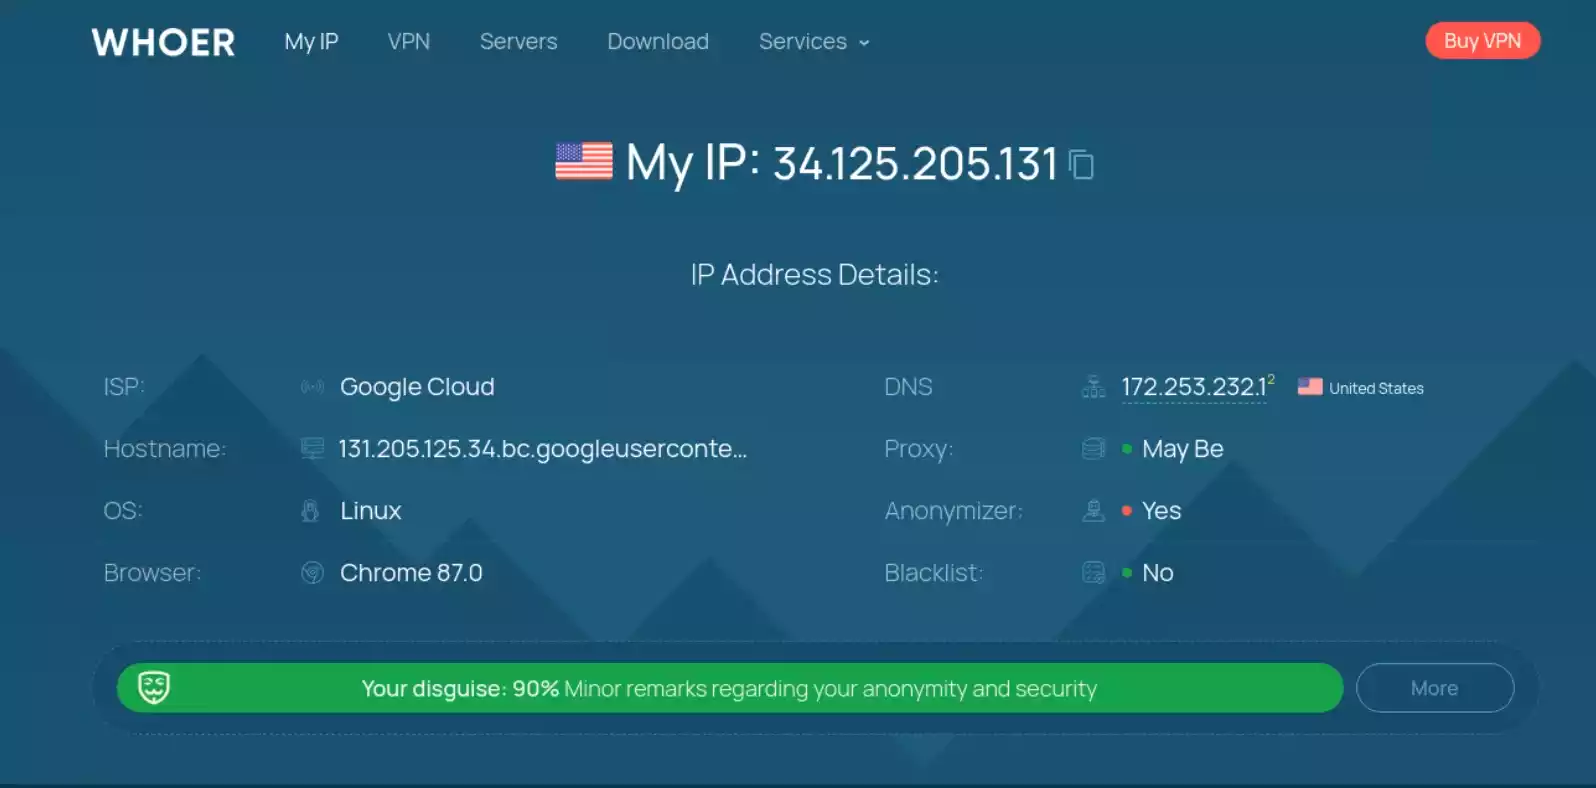 WHOER My IP VPN Servers Download Services Buy VPN
My IP: 34.125.205.131
IP Address Details:
ISP: Google Cloud
Hostname: 131.205.125.34.bc.googleuserconte...
OS: Linux
Browser: Chrome 87.0
DNS 172.253.232.1² United States
Proxy: May Be
Anonymizer: Yes
Blacklist: No
Your disguise: 90% Minor remarks regarding your anonymity and security
More